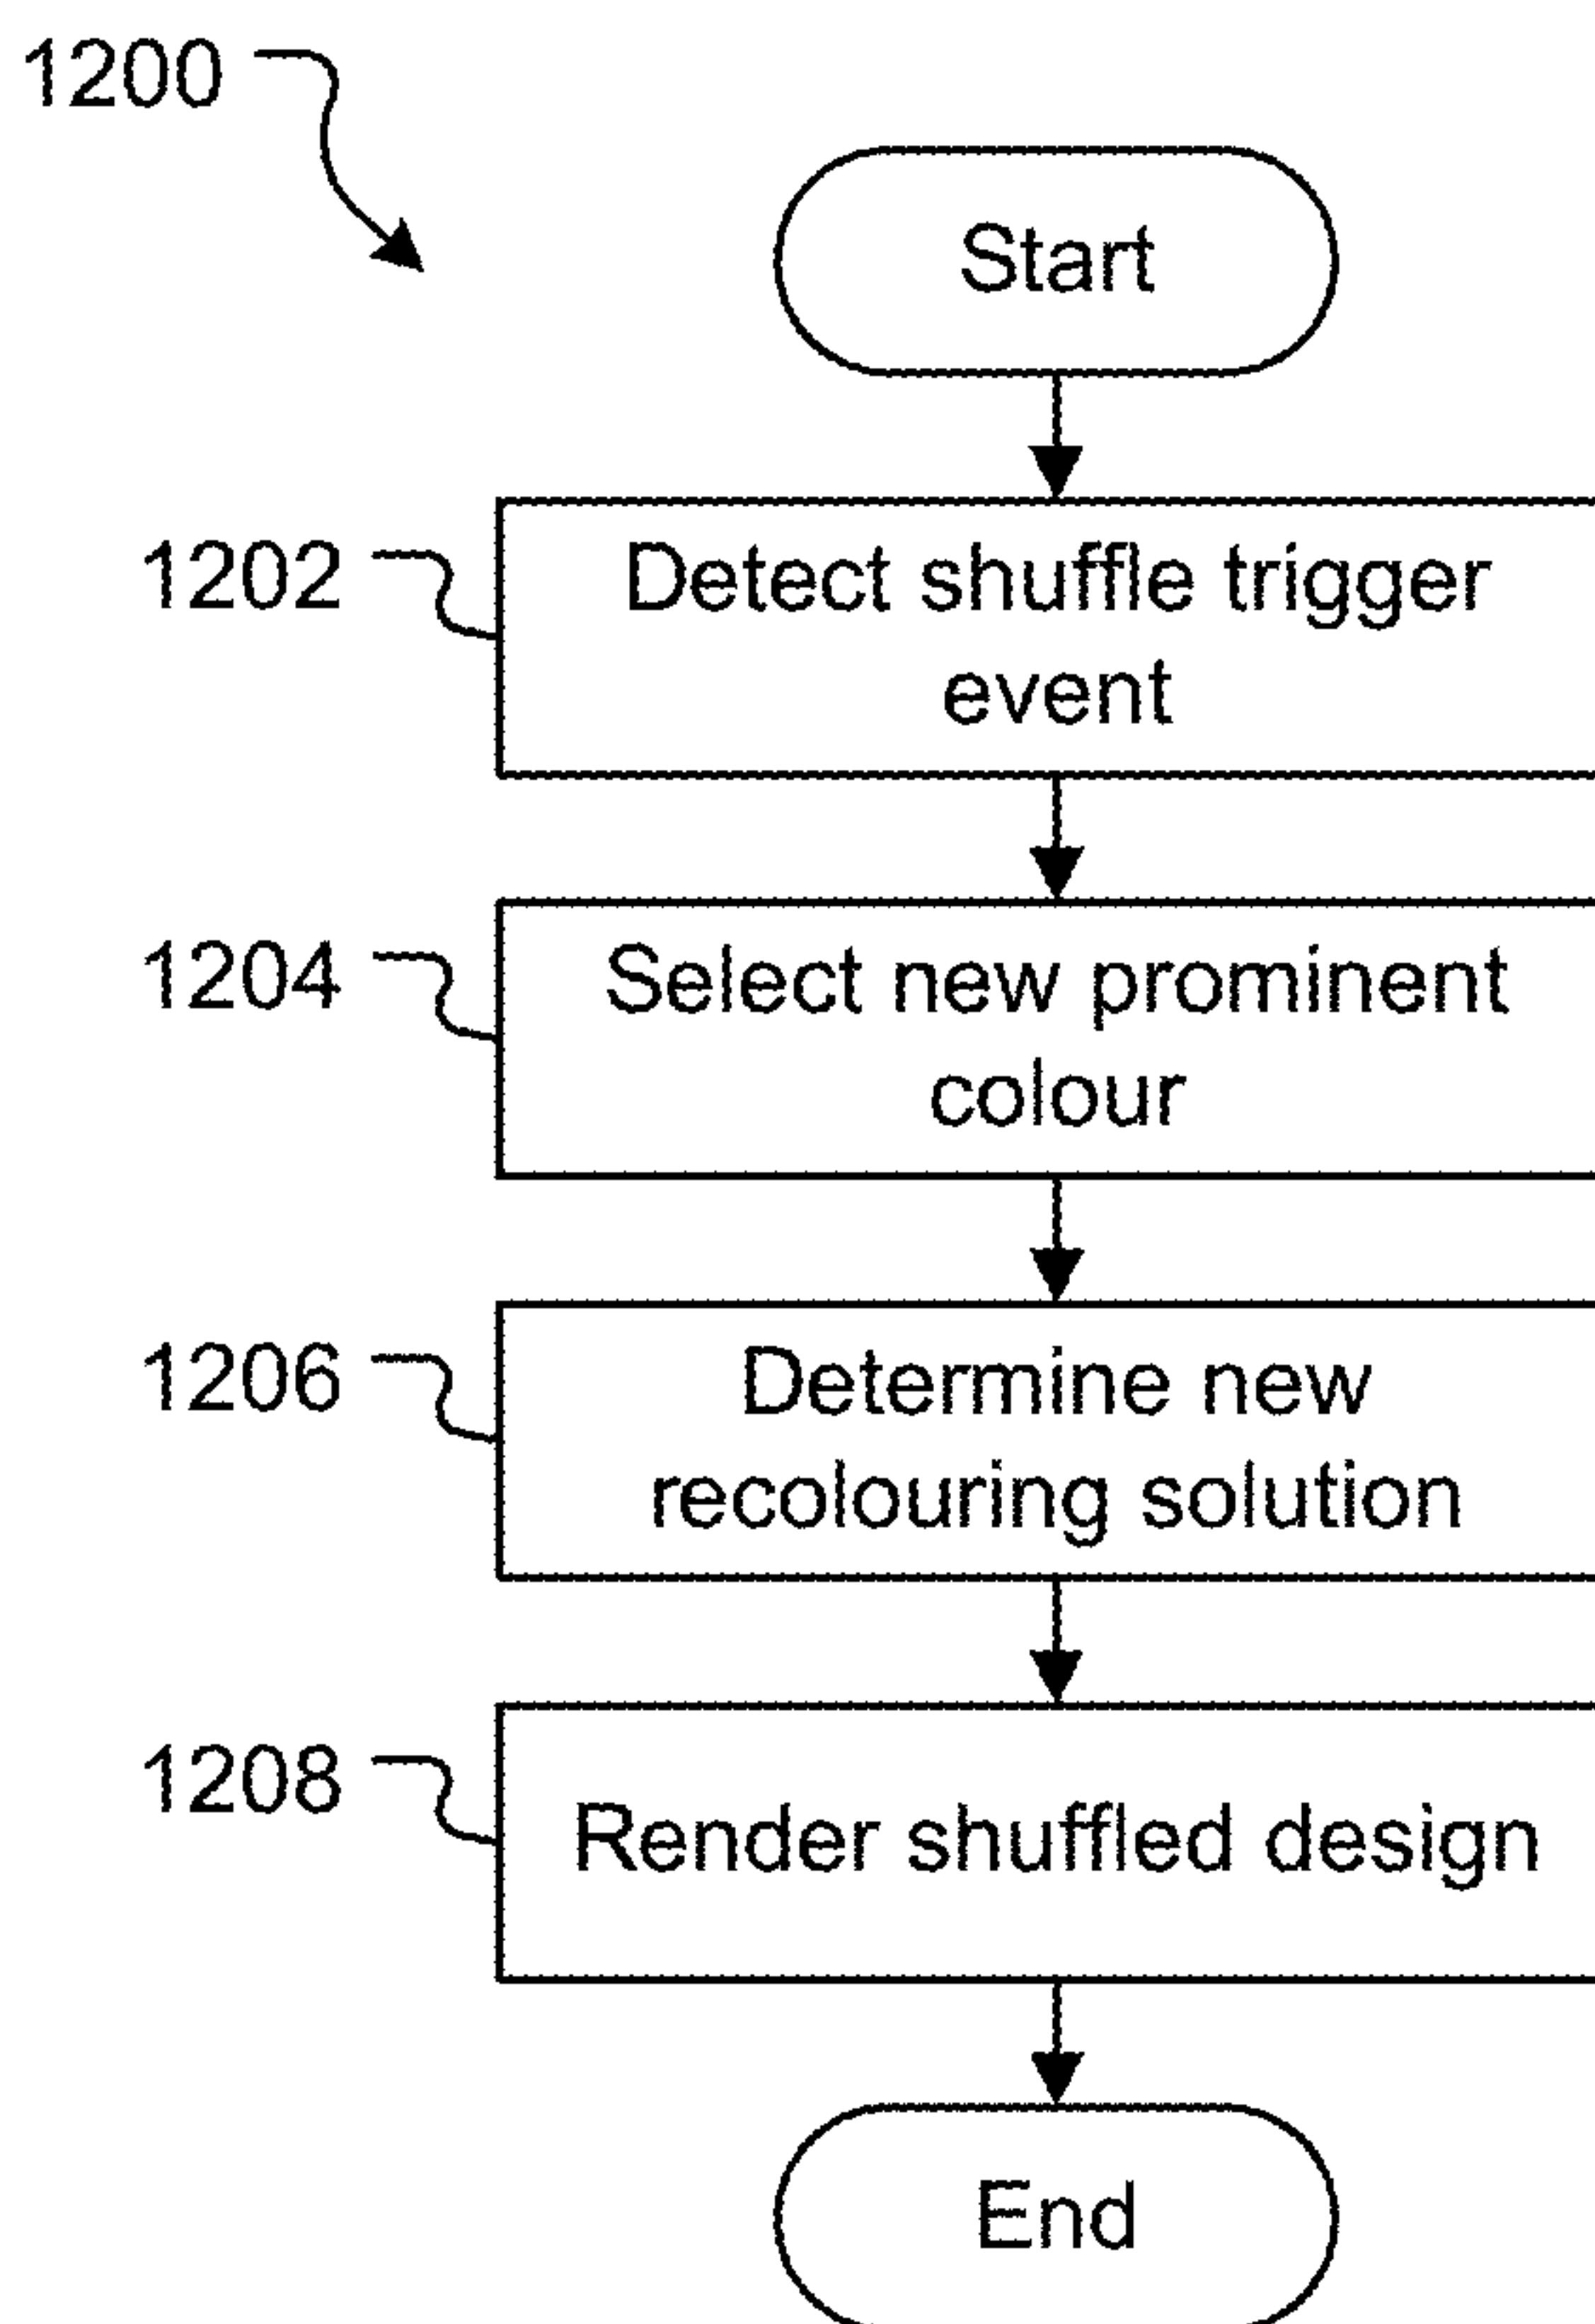 1200
Start
1202
Detect shuffle trigger
event
1204
Select new prominent
colour
1206
Determine new
recolouring solution
1208
Render shuffled design
End